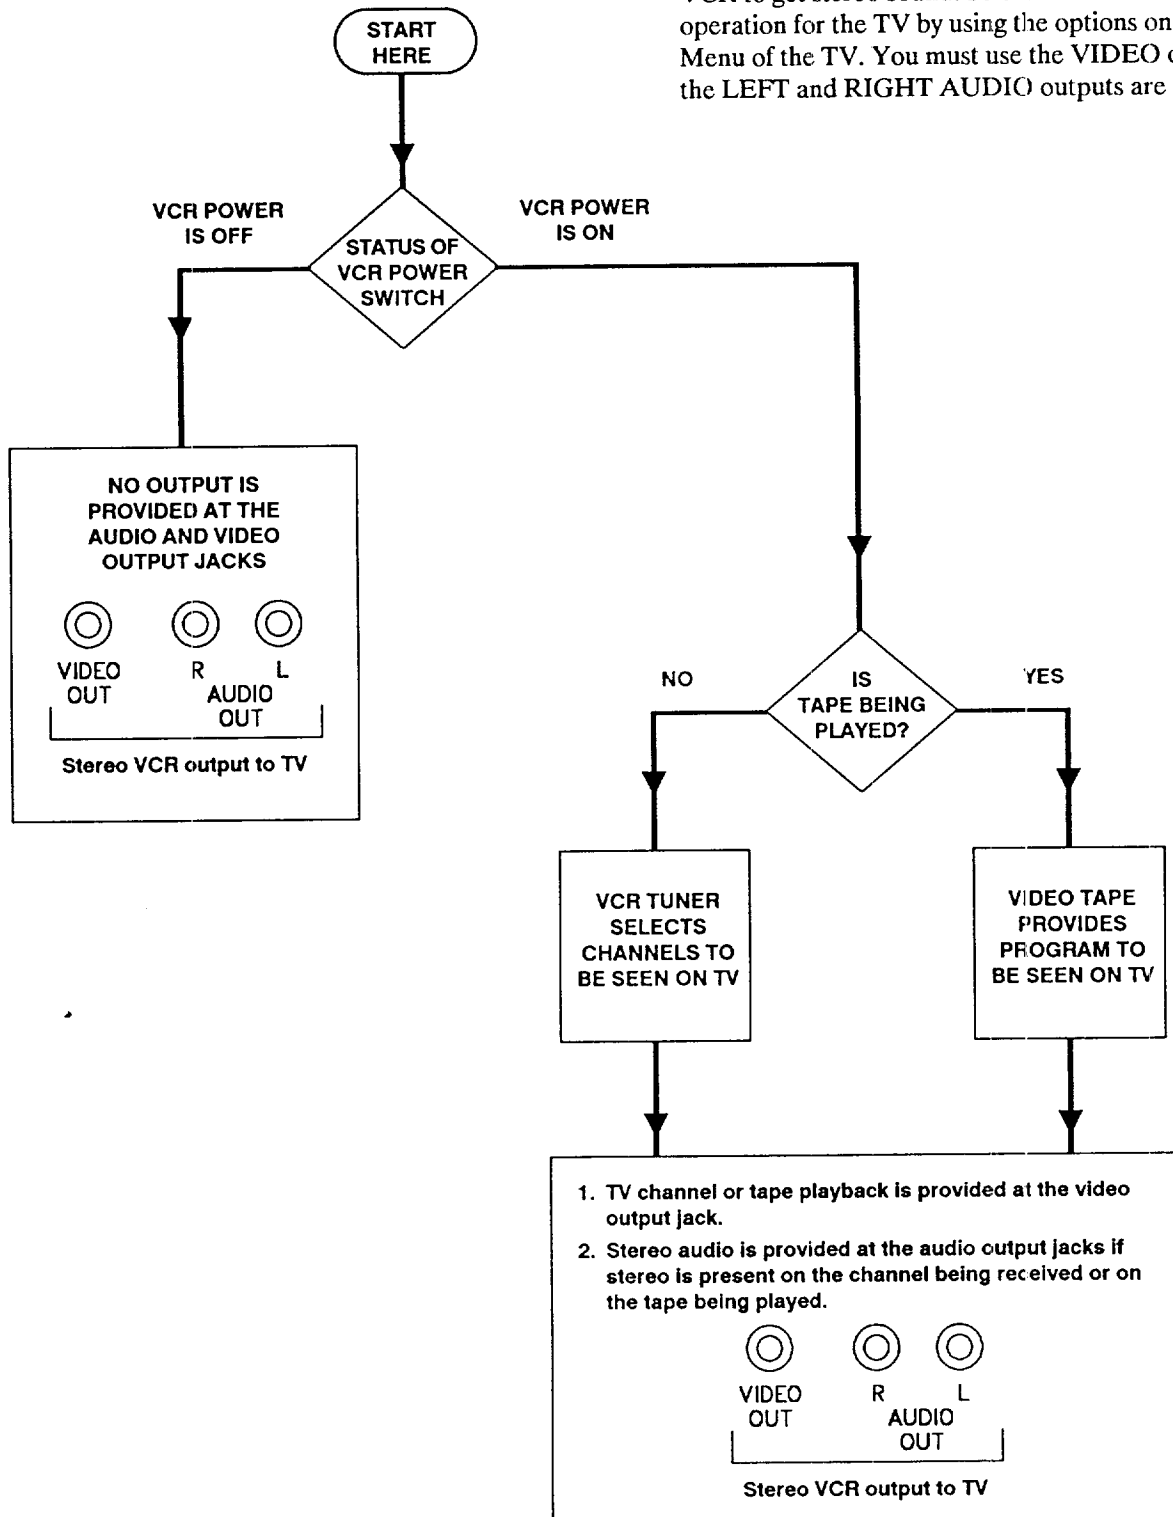 operation for the TV by using the options on
Menu of the TV. You must use the VIDEO
the LEFT and RIGHT AUDIO outputs are
START
HERE
VCR POWER
IS OFF
STATUS OF
VCR POWER
SWITCH
VCR POWER
IS ON
NO OUTPUT IS
PROVIDED AT THE
AUDIO AND VIDEO
OUTPUT JACKS
VIDEO
OUT
R L
AUDIO
OUT
Stereo VCR output to TV
NO
IS
TAPE BEING
PLAYED?
YES
VCR TUNER
SELECTS
CHANNELS TO
BE SEEN ON TV
VIDEO TAPE
PROVIDES
PROGRAM TO
BE SEEN ON TV
1. TV channel or tape playback is provided at the video
output jack.
2. Stereo audio is provided at the audio output jacks if
stereo is present on the channel being received or on
the tape being played.
VIDEO
OUT
R L
AUDIO
OUT
Stereo VCR output to TV